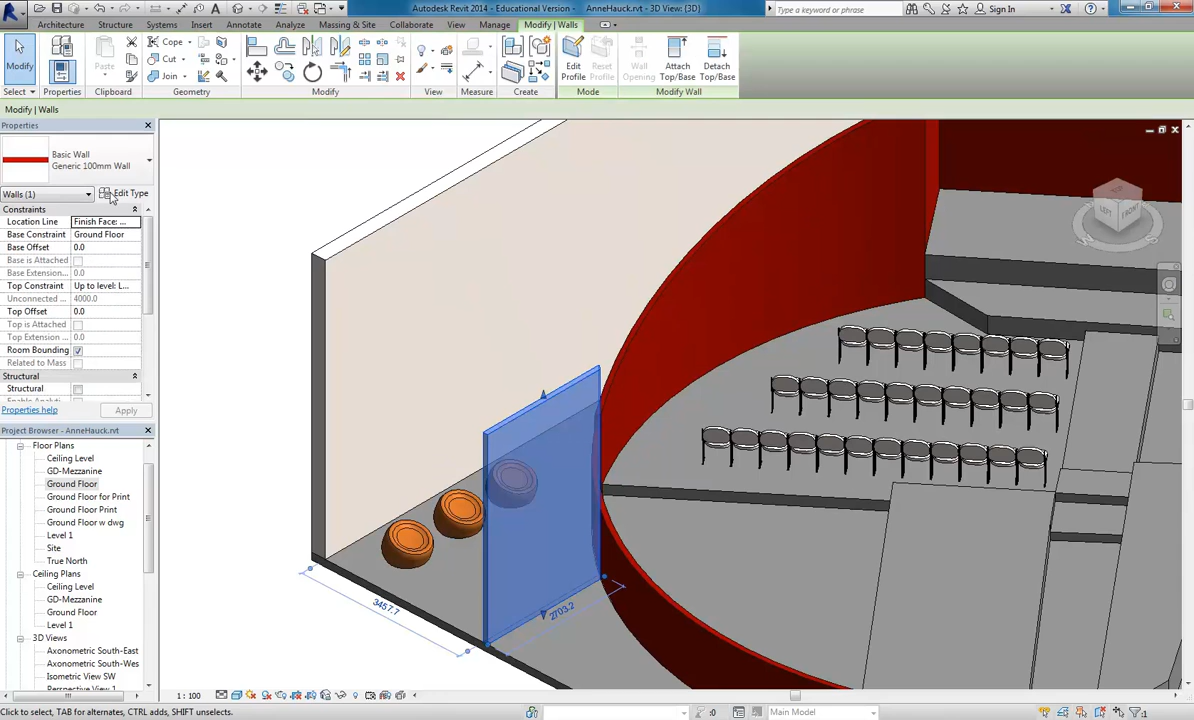 Autodesk Revit 2014 - Educational Version - AnneHauck.rvt - 3D View: {3D}
Type a keyword or phrase
Sign In
Architecture Structure Systems Insert Annotate Analyze Massing & Site Collaborate View Manage Modify | Walls
Modify
Properties
Paste
Cope
Cut
Join
Edit Profile
Reset Profile
Wall Opening
Attach Top/Base
Detach Top/Base
Select Properties Clipboard Geometry Modify View Measure Create Mode Modify Wall
Modify | Walls
Properties
Basic Wall
Generic 100mm Wall
Walls (1)
Edit Type
Constraints
Location Line Finish Face: ...
Base Constraint Ground Floor
Base Offset 0.0
Base is Attached
Base Extension... 0.0
Top Constraint Up to level: L...
Unconnected ... 4000.0
Top Offset 0.0
Top is Attached
Top Extension ... 0.0
Room Bounding
Related to Mass
Structural
Structural
Properties help
Apply
Project Browser - AnneHauck.rvt
Floor Plans
Ceiling Level
GD-Mezzanine
Ground Floor
Ground Floor for Print
Ground Floor Print
Ground Floor w dwg
Level 1
Site
True North
Ceiling Plans
Ceiling Level
GD-Mezzanine
Ground Floor
Level 1
3D Views
Axonometric South-East
Axonometric South-Wes
Isometric View SW
3457.7
2703.2
TOP
LEFT
FRONT
W
S
1 : 100
Click to select, TAB for alternates, CTRL adds, SHIFT unselects.
:0
Main Model
:1